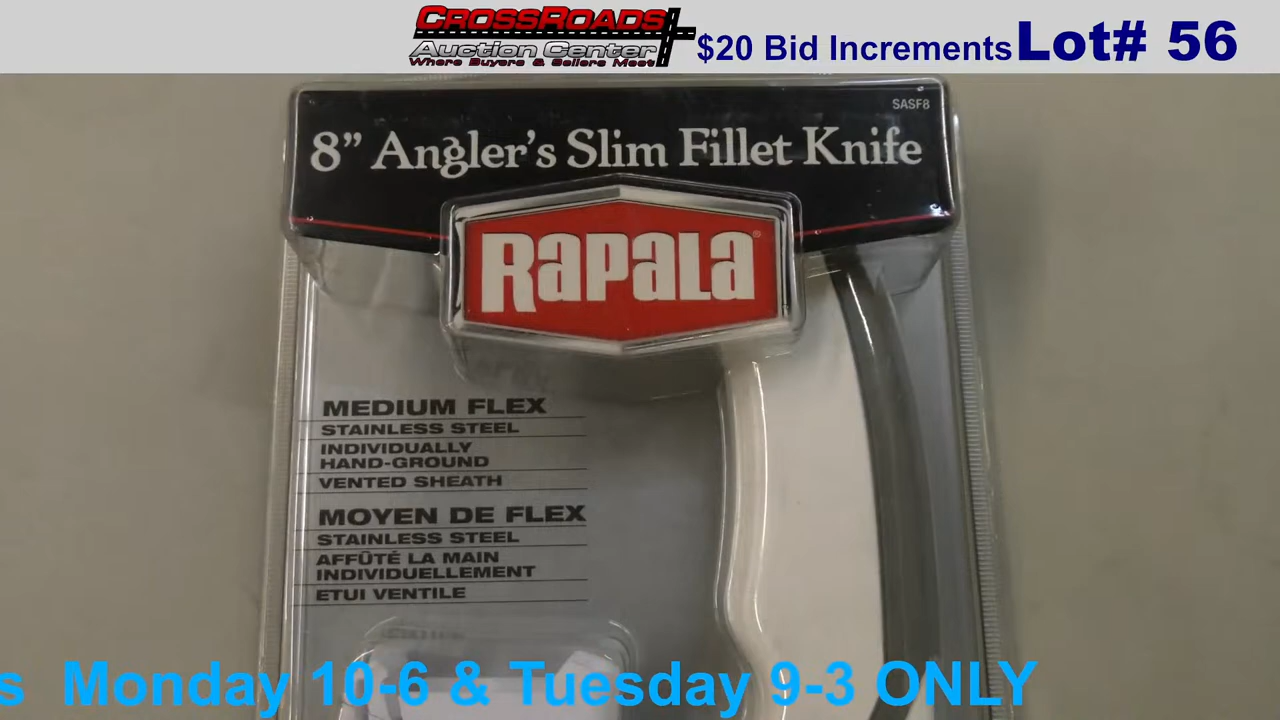 CROSSROADS
Auction Center
Where Buyers & Sellers Meet
$20 Bid Increments
Lot# 56
SASF8
8” Angler's Slim Fillet Knife
RAPALA®
MEDIUM FLEX
STAINLESS STEEL
INDIVIDUALLY
HAND-GROUND
VENTED SHEATH
MOYEN DE FLEX
STAINLESS STEEL
AFFÛTÉ LA MAIN
INDIVIDUELLEMENT
ETUI VENTILE
s Monday 10-6 & Tuesday 9-3 ONLY